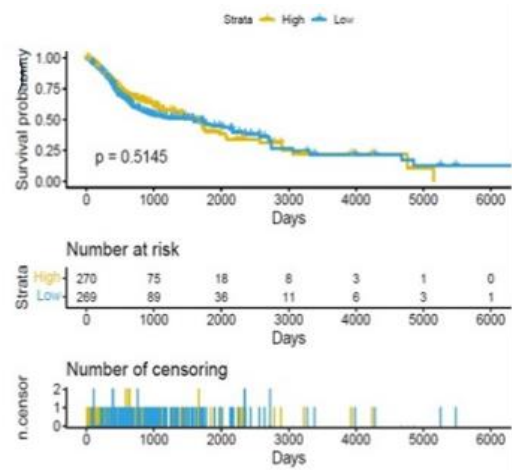 Strata High Low
Survival probability
1.00
0.75
0.50
0.25
0.00
p = 0.5145
0 1000 2000 3000 4000 5000 6000
Days
Number at risk
Strata
High 270 75 18 8 3 1 0
Low 269 89 36 11 6 3 1
0 1000 2000 3000 4000 5000 6000
Days
Number of censoring
n.censor
2
1
0
0 1000 2000 3000 4000 5000 6000
Days